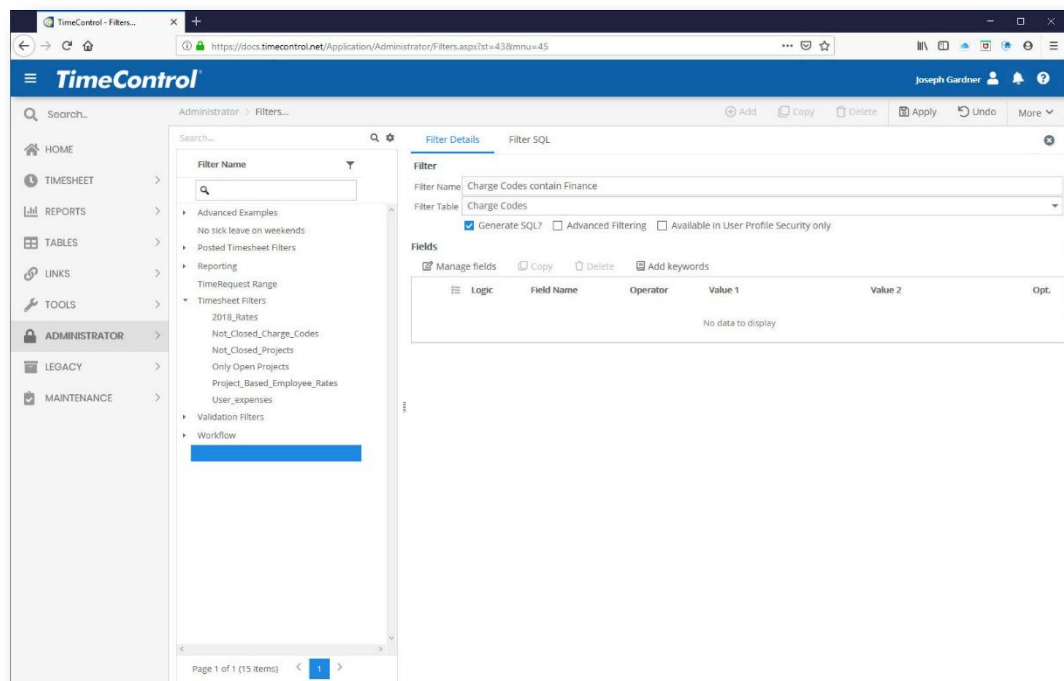 TimeControl - Filters...
https://docs.timecontrol.net/Application/Administrator/Filters.aspx?st=43&mnu=45
TimeControl
Joseph Gardner
Search...
Administrator > Filters...
Add Copy Delete Apply Undo More
HOME
TIMESHEET
REPORTS
TABLES
LINKS
TOOLS
ADMINISTRATOR
LEGACY
MAINTENANCE
Search...
Filter Name
Advanced Examples
No sick leave on weekends
Posted Timesheet Filters
Reporting
TimeRequest Range
Timesheet Filters
2018_Rates
Not_Closed_Charge_Codes
Not_Closed_Projects
Only Open Projects
Project_Based_Employee_Rates
User_expenses
Validation Filters
Workflow
Page 1 of 1 (15 items) < 1 >
Filter Details Filter SQL
Filter
Filter Name Charge Codes contain Finance
Filter Table Charge Codes
Generate SQL? Advanced Filtering Available in User Profile Security only
Fields
Manage fields Copy Delete Add keywords
Logic Field Name Operator Value 1 Value 2 Opt.
No data to display